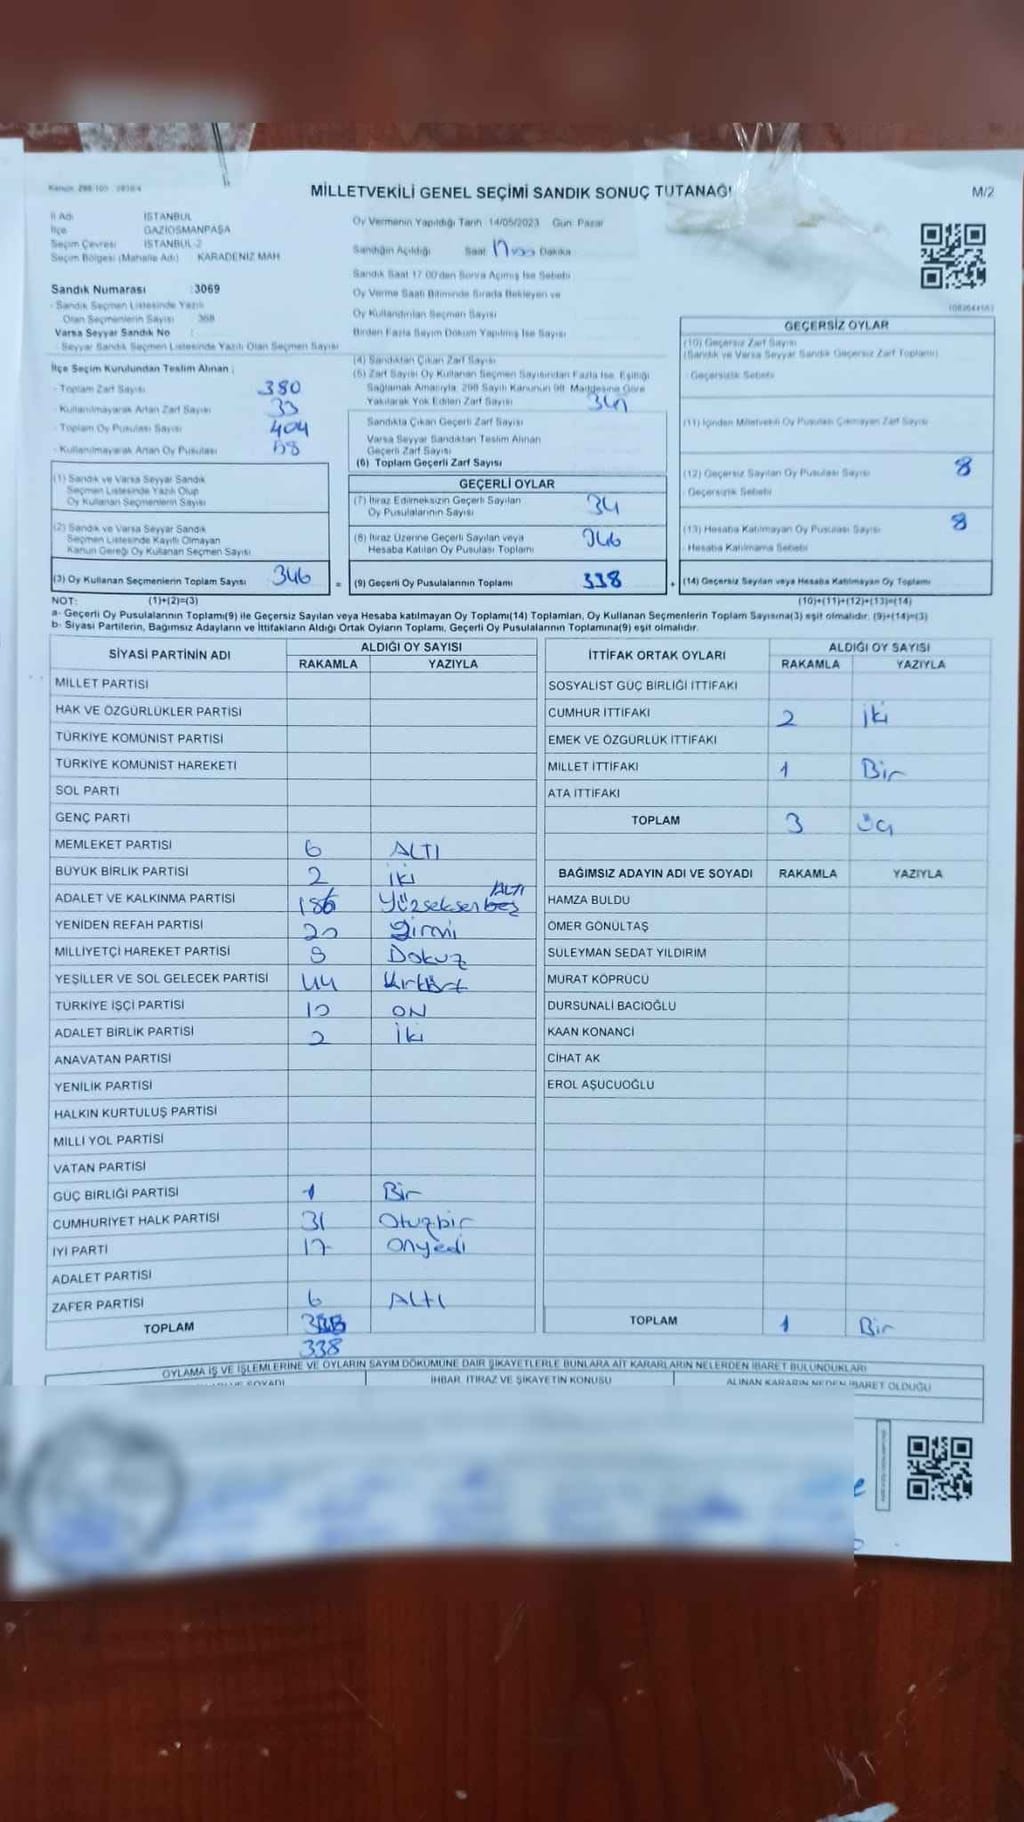 MİLLETVEKİLİ GENEL SEÇİMİ SANDIK SONUÇ TUTANAĞI
M/2
İl Adı İSTANBUL
İlçe GAZİOSMANPAŞA
Seçim Çevresi İSTANBUL-2
Seçim Bölgesi (Mahalle Adı) KARADENİZ MAH
Sandık Numarası : 3069
- Sandık Seçmen Listesinde Yazılı
Olan Seçmenlerin Sayısı 368
Varsa Seyyar Sandık No :
- Seyyar Sandık Seçmen Listesinde Yazılı Olan Seçmen Sayısı
İlçe Seçim Kurulundan Teslim Alınan :
- Toplam Zarf Sayısı 380
- Kullanılmayarak Artan Zarf Sayısı 33
- Toplam Oy Pusulası Sayısı 404
- Kullanılmayarak Artan Oy Pusulası
(1) Sandık ve Varsa Seyyar Sandık
Seçmen Listesinde Yazılı Olup
Oy Kullanan Seçmenlerin Sayısı
(2) Sandık ve Varsa Seyyar Sandık
Seçmen Listesinde Kayıtlı Olmayan
Kanun Gereği Oy Kullanan Seçmen Sayısı
(3) Oy Kullanan Seçmenlerin Toplam Sayısı 346 =
Oy Vermenin Yapıldığı Tarih 14/05/2023 Gün: Pazar
Sandığın Açıldığı Saat Dakika
Sandık Saat 17:00'den Sonra Açılmış İse Sebebi
Oy Verme Saati Bitiminde Sırada Bekleyen ve
Oy Kullandırılan Seçmen Sayısı
Birden Fazla Sayım Döküm Yapılmış İse Sayısı
(4) Sandıktan Çıkan Zarf Sayısı
(5) Zarf Sayısı Oy Kullanan Seçmen Sayısından Fazla İse, Eşitliği
Sağlamak Amacıyla, 298 Sayılı Kanunun 98. Maddesine Göre
Yakılarak Yok Edilen Zarf Sayısı
Sandıkta Çıkan Geçerli Zarf Sayısı
Varsa Seyyar Sandıktan Teslim Alınan
Geçerli Zarf Sayısı
(6) Toplam Geçerli Zarf Sayısı
GEÇERLİ OYLAR
(7) İtiraz Edilmeksizin Geçerli Sayılan
Oy Pusulalarının Sayısı
(8) İtiraz Üzerine Geçerli Sayılan veya
Hesaba Katılan Oy Pusulası Toplamı
(9) Geçerli Oy Pusulalarının Toplamı 338 +
GEÇERSİZ OYLAR
(10) Geçersiz Zarf Sayısı
(Sandık ve Varsa Seyyar Sandık Geçersiz Zarf Toplamı)
- Geçersizlik Sebebi
(11) İçinden Milletvekili Oy Pusulası Çıkmayan Zarf Sayısı
(12) Geçersiz Sayılan Oy Pusulası Sayısı 8
- Geçersizlik Sebebi
(13) Hesaba Katılmayan Oy Pusulası Sayısı 8
- Hesaba Katılmama Sebebi
(14) Geçersiz Sayılan veya Hesaba Katılmayan Oy Toplamı
NOT: (1)+(2)=(3) (10)+(11)+(12)+(13)=(14)
a- Geçerli Oy Pusulalarının Toplamı(9) ile Geçersiz Sayılan veya Hesaba katılmayan Oy Toplamı(14) Toplamları, Oy Kullanan Seçmenlerin Toplam Sayısına(3) eşit olmalıdır. (9)+(14)=(3)
b- Siyasi Partilerin, Bağımsız Adayların ve İttifakların Aldığı Ortak Oyların Toplamı, Geçerli Oy Pusulalarının Toplamına(9) eşit olmalıdır.
SİYASİ PARTİNİN ADI ALDIĞI OY SAYISI
RAKAMLA YAZIYLA
MİLLET PARTİSİ
HAK VE ÖZGÜRLÜKLER PARTİSİ
TÜRKİYE KOMÜNİST PARTİSİ
TÜRKİYE KOMÜNİST HAREKETİ
SOL PARTİ
GENÇ PARTİ
MEMLEKET PARTİSİ 6 ALTI
BÜYÜK BİRLİK PARTİSİ 2 İki
ADALET VE KALKINMA PARTİSİ 186 Yüzseksenbeş ALTI
YENİDEN REFAH PARTİSİ 20 Yirmi
MİLLİYETÇİ HAREKET PARTİSİ 9 Dokuz
YEŞİLLER VE SOL GELECEK PARTİSİ 44 Kırkdört
TÜRKİYE İŞÇİ PARTİSİ 10 ON
ADALET BİRLİK PARTİSİ 2 İki
ANAVATAN PARTİSİ
YENİLİK PARTİSİ
HALKIN KURTULUŞ PARTİSİ
MİLLİ YOL PARTİSİ
VATAN PARTİSİ
GÜÇ BİRLİĞİ PARTİSİ 1 Bir
CUMHURİYET HALK PARTİSİ 31 Otuzbir
İYİ PARTİ 17 Onyedi
ADALET PARTİSİ
ZAFER PARTİSİ 6 ALTI
TOPLAM
338
İTTİFAK ORTAK OYLARI ALDIĞI OY SAYISI
RAKAMLA YAZIYLA
SOSYALİST GÜÇ BİRLİĞİ İTTİFAKI
CUMHUR İTTİFAKI 2 İki
EMEK VE ÖZGÜRLÜK İTTİFAKI
MİLLET İTTİFAKI 1 Bir
ATA İTTİFAKI
TOPLAM 3 Üç
BAĞIMSIZ ADAYIN ADI VE SOYADI RAKAMLA YAZIYLA
HAMZA BULDU
ÖMER GÖNÜLTAŞ
SÜLEYMAN SEDAT YILDIRIM
MURAT KÖPRÜCÜ
DURSUNALİ BACIOĞLU
KAAN KONANCİ
CİHAT AK
EROL AŞUCUOĞLU
TOPLAM 1 Bir
OYLAMA İŞ VE İŞLEMLERİNE VE OYLARIN SAYIM DÖKÜMÜNE DAİR ŞİKAYETLERLE BUNLARA AİT KARARLARIN NELERDEN İBARET BULUNDUKLARI
İHBAR, İTİRAZ VE ŞİKAYETİN KONUSU
ALINAN KARARIN NEDEN İBARET OLDUĞU